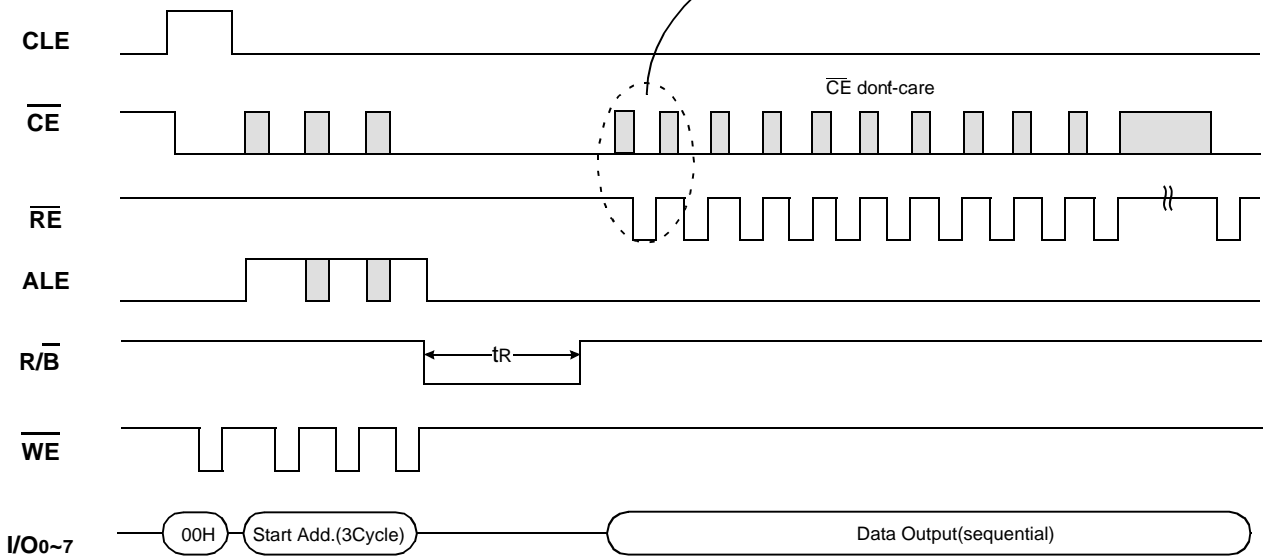 CLE
CE dont-care
CE
RE
ALE
R/B
tR
WE
I/O0~7
00H
Start Add.(3Cycle)
Data Output(sequential)